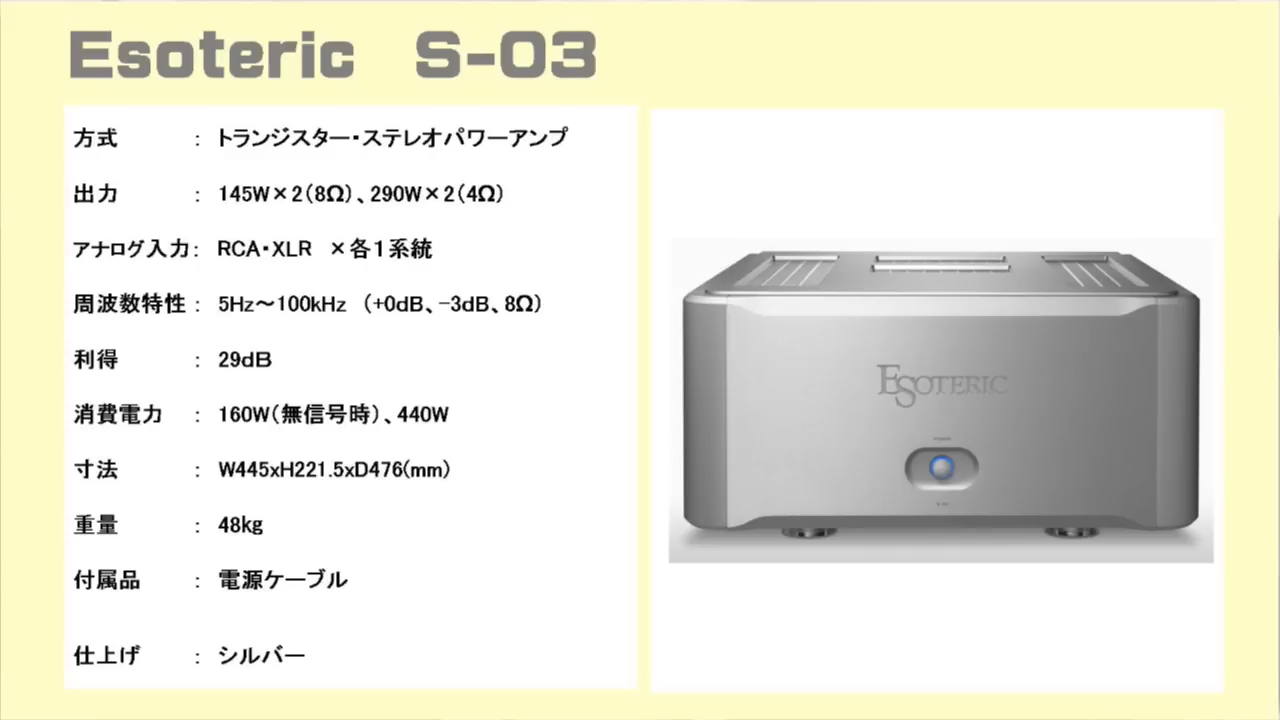 Esoteric S-03
方式 : トランジスター・ステレオパワーアンプ
出力 : 145W×2(8Ω)、290W×2(4Ω)
アナログ入力: RCA・XLR ×各1系統
周波数特性: 5Hz～100kHz (+0dB、-3dB、8Ω)
利得 : 29dB
消費電力 : 160W(無信号時)、440W
寸法 : W445xH221.5xD476(mm)
重量 : 48kg
付属品 : 電源ケーブル
仕上げ : シルバー
ESOTERIC